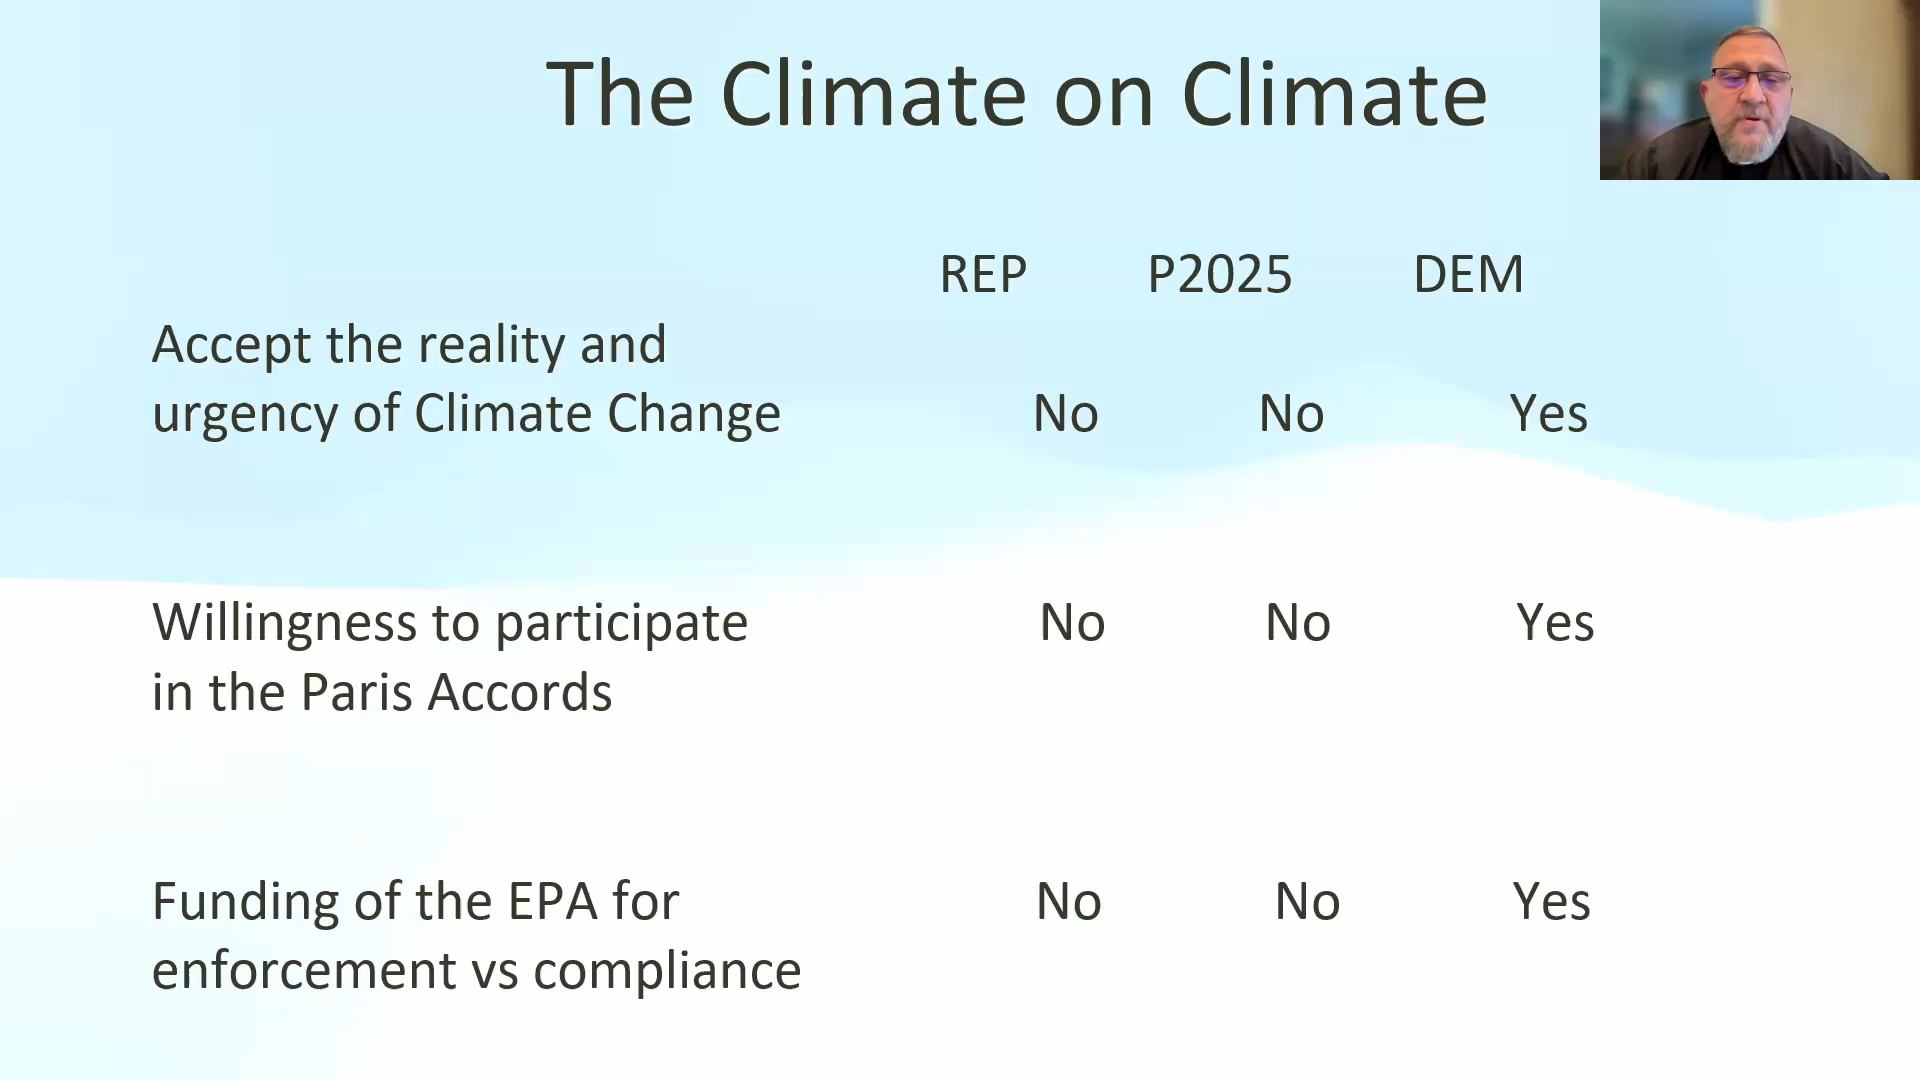 The Climate on Climate
REP P2025 DEM
Accept the reality and
urgency of Climate Change No No Yes
Willingness to participate No No Yes
in the Paris Accords
Funding of the EPA for No No Yes
enforcement vs compliance